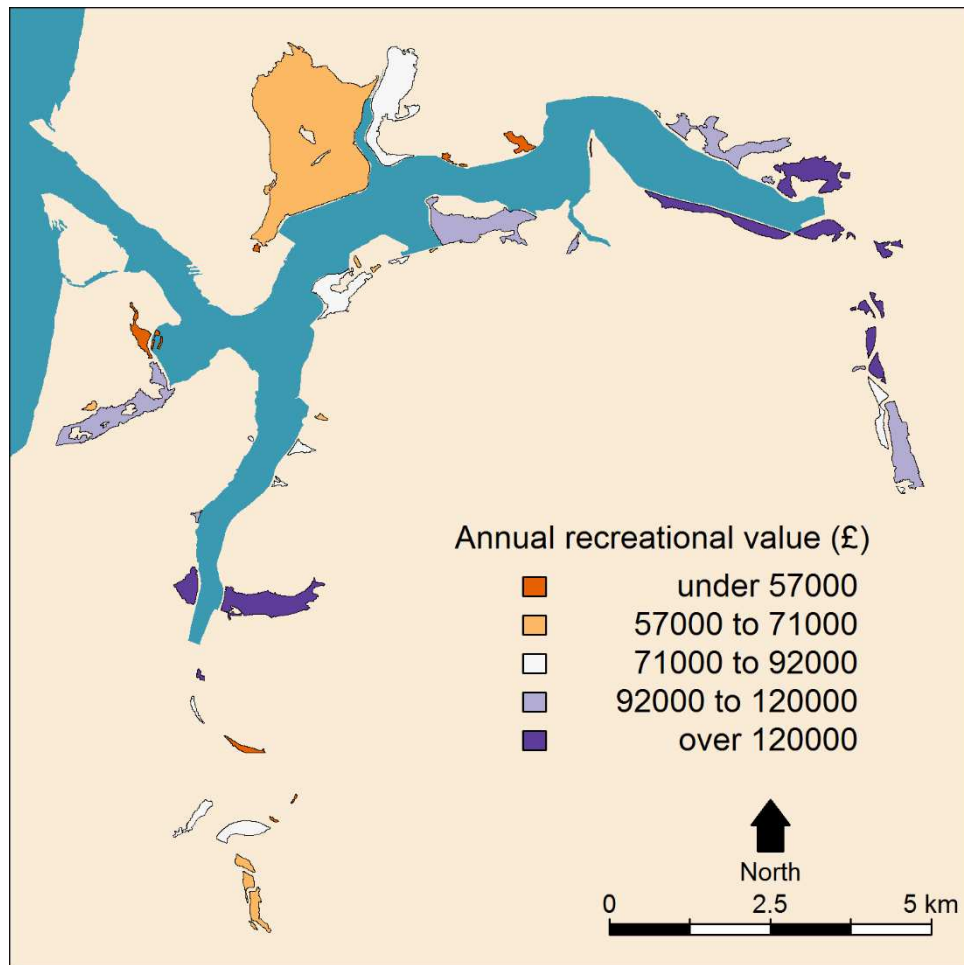 Annual recreational value (£)
under 57000
57000 to 71000
71000 to 92000
92000 to 120000
over 120000
North
0 2.5 5 km